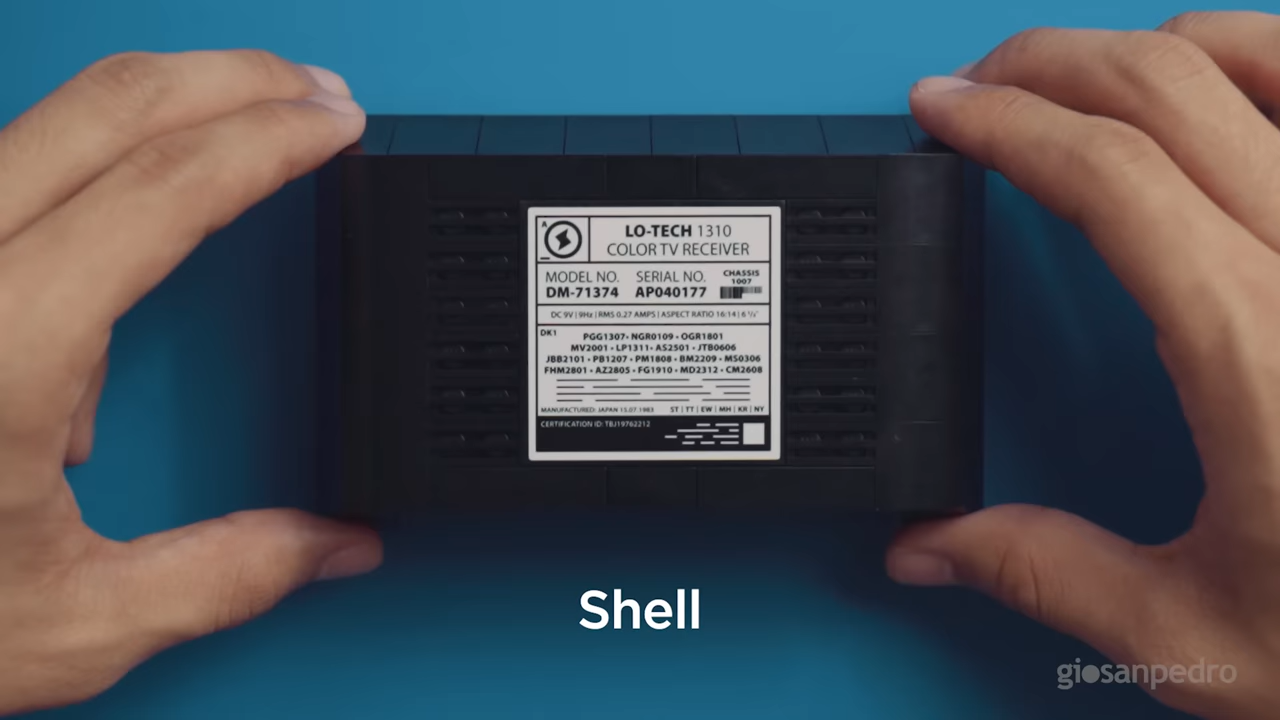 A
LO-TECH 1310
COLOR TV RECEIVER
MODEL NO. SERIAL NO. CHASSIS
1007
DM-71374 AP040177
DC 9V | 9Hz | RMS 0,27 AMPS | ASPECT RATIO 16:14 | 6 ½"
DK1
PGG1307 • NGR0109 • OGR1801
MV2001 • LP1311 • AS2501 • JTB0606
JBB2101 • PB1207 • PM1808 • BM2209 • MS0306
FHM2801 • AZ2805 • FG1910 • MD2312 • CM2608
MANUFACTURED: JAPAN 15.07.1983 ST | TT | EW | MH | KR | NY
CERTIFICATION ID: TBJ19762212
Shell
giosanpedro